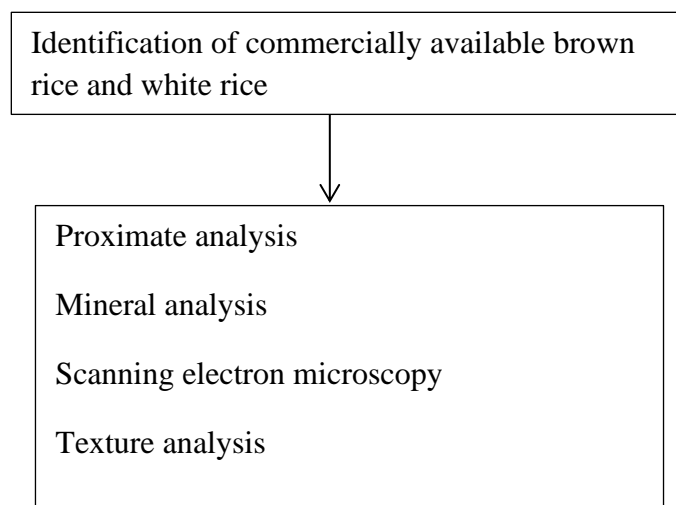 Identification of commercially available brown
rice and white rice
Proximate analysis
Mineral analysis
Scanning electron microscopy
Texture analysis